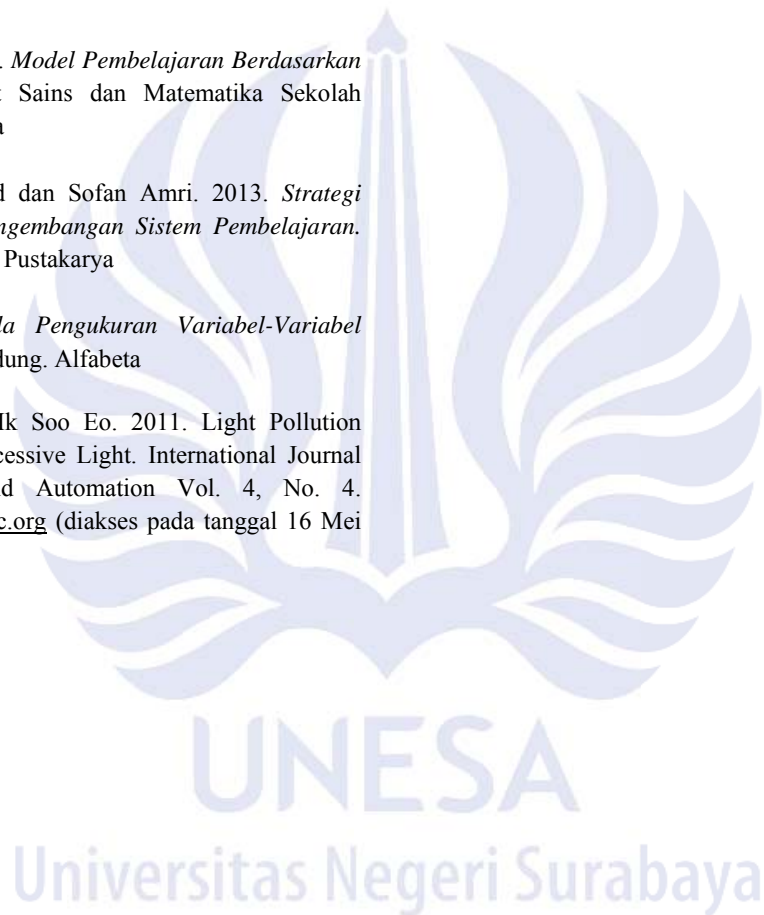 . Model Pembelajaran Berdasarkan
Sains dan Matematika Sekolah
a
d dan Sofan Amri. 2013. Strategi
ngembangan Sistem Pembelajaran.
Pustakarya
la Pengukuran Variabel-Variabel
dung. Alfabeta
Ik Soo Eo. 2011. Light Pollution
cessive Light. International Journal
d Automation Vol. 4, No. 4.
c.org (diakses pada tanggal 16 Mei
UNESA
Universitas Negeri Surabaya